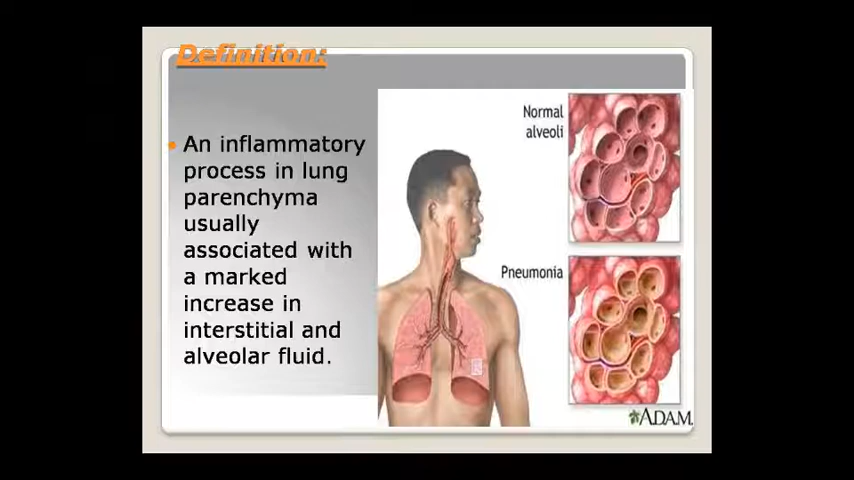 Definition:
An inflammatory
process in lung
parenchyma
usually
associated with
a marked
increase in
interstitial and
alveolar fluid.
Normal
alveoli
Pneumonia
A.D.A.M.